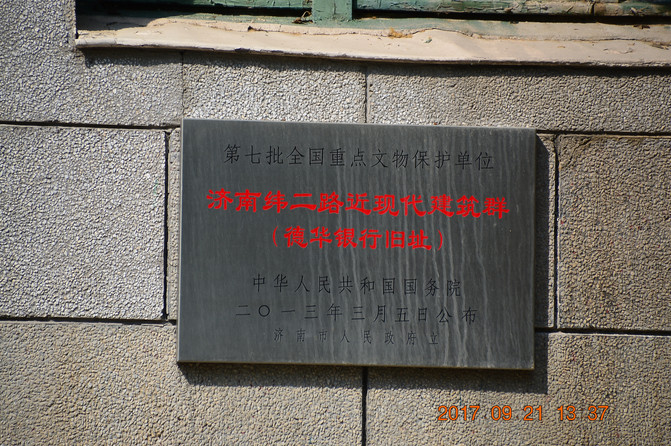 第七批全国重点文物保护单位
济南纬二路近现代建筑群
（德华银行旧址）
中华人民共和国国务院
二〇一三年三月五日公布
济南市人民政府立
2017 09 21 13:37